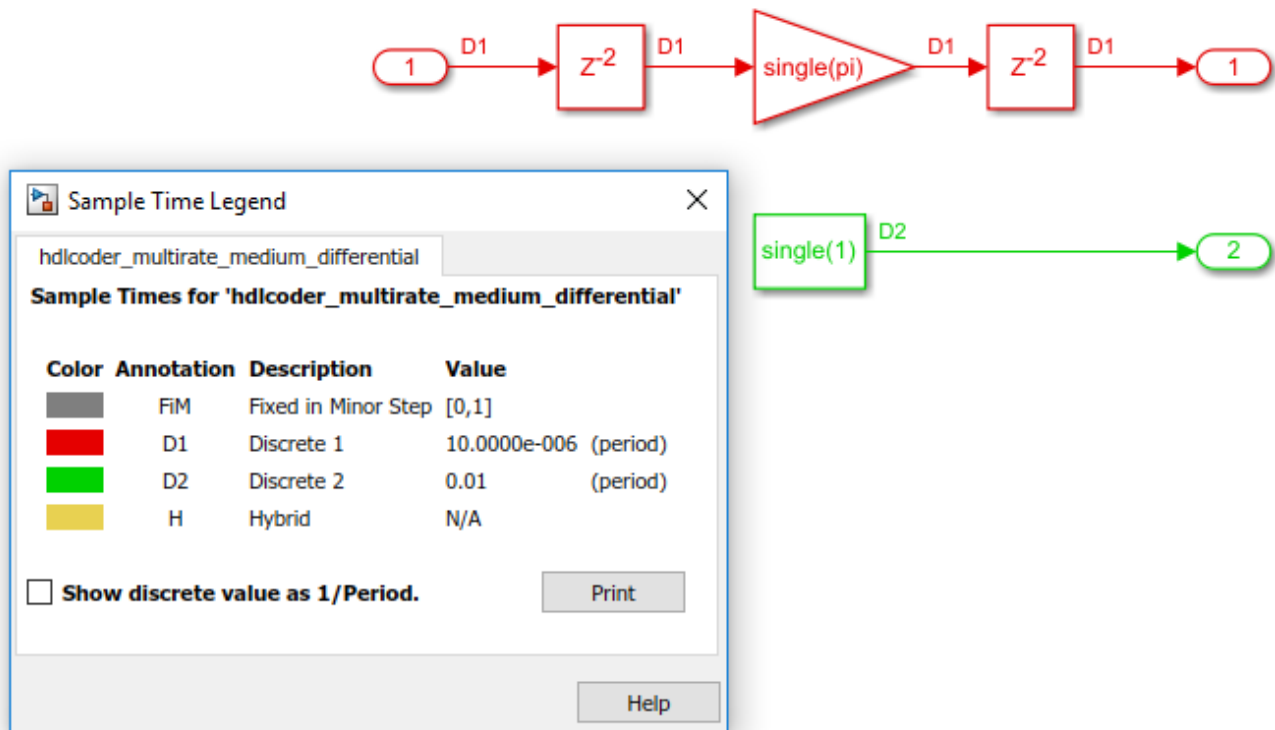 D1 D1 D1 D1
1 Z-2 single(pi) Z-2 1
Sample Time Legend
hdlcoder_multirate_medium_differential
Sample Times for 'hdlcoder_multirate_medium_differential'
Color Annotation Description Value
FiM Fixed in Minor Step [0,1]
D1 Discrete 1 10.0000e-006 (period)
D2 Discrete 2 0.01 (period)
H Hybrid N/A
Show discrete value as 1/Period. Print
Help
D2
single(1) 2